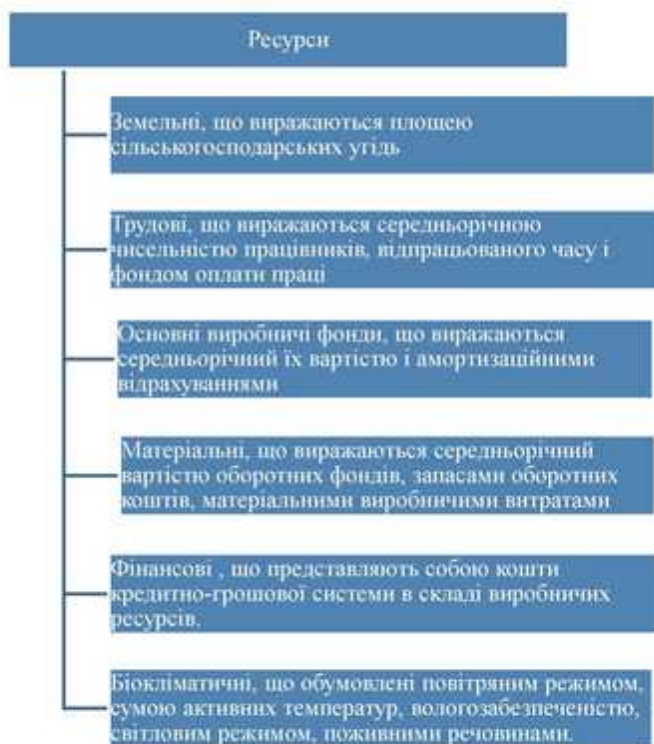 Ресурси
Земельні, що виражаються площею
сільськогосподарських угідь
Трудові, що виражаються середньорічною
чисельністю працівників, відпрацьованого часу і
фондом оплати праці
Основні виробничі фонди, що виражаються
середньорічний їх вартістю і амортизаційними
відрахуваннями
Матеріальні, що виражаються середньорічний
вартістю оборотних фондів, запасами оборотних
коштів, матеріальними виробничими витратами
Фінансові , що представляють собою кошти
кредитно-грошової системи в складі виробничих
ресурсів.
Біокліматичні, що обумовлені повітряним режимом,
сумою активних температур, вологозабезпеченістю,
світловим режимом, поживними речовинами.